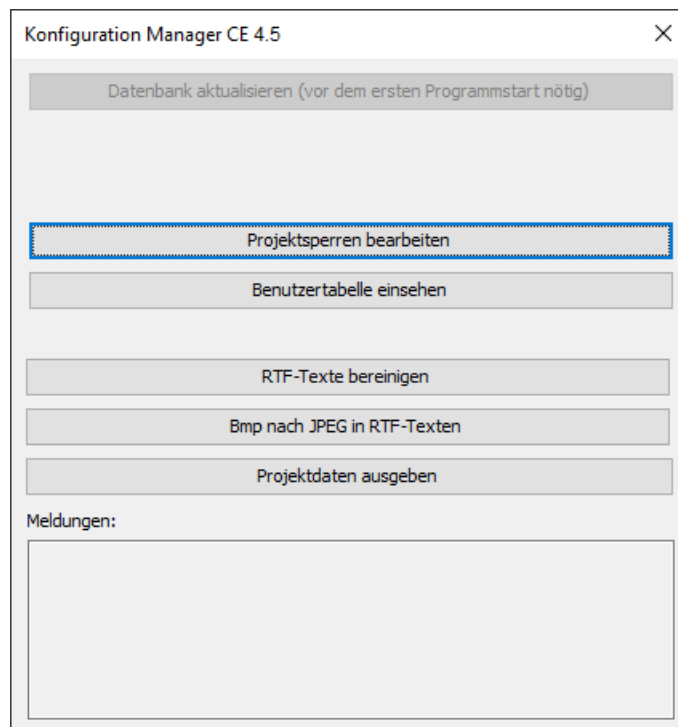 Konfiguration Manager CE 4.5
Datenbank aktualisieren (vor dem ersten Programmstart nötig)
Projektsperren bearbeiten
Benutzertabelle einsehen
RTF-Texte bereinigen
Bmp nach JPEG in RTF-Texten
Projektdaten ausgeben
Meldungen: